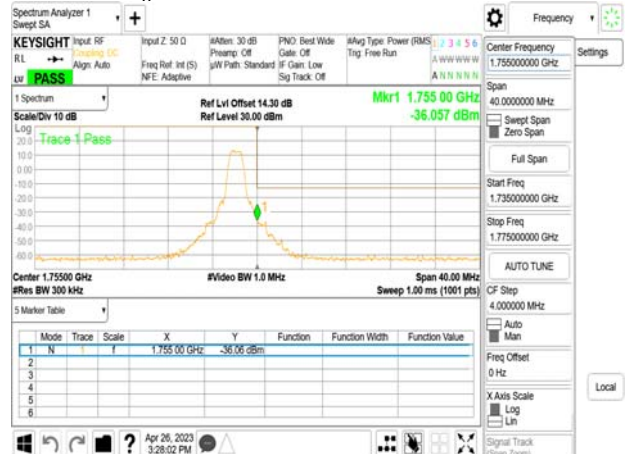 Spectrum Analyzer 1
Swept SA
+
Frequency
KEYSIGHT Input: RF Input Z: 50 Ω #Atten: 30 dB PNO: Best Wide #Avg Type: Power (RMS 1 2 3 4 5 6
RL Coupling: DC Preamp: Off Gate: Off Trig: Free Run A W W W W W
Align: Auto Freq Ref: Int (S) µW Path: Standard IF Gain: Low
LW PASS NFE: Adaptive Sig Track: Off A N N N N N
1 Spectrum
Ref Lvl Offset 14.30 dB Mkr1 1.755 00 GHz
Scale/Div 10 dB Ref Level 30.00 dBm -36.057 dBm
Log
Trace 1 Pass
20.0
10.0
0.00
-10.0
-20.0
-30.0
-40.0
-50.0
-60.0
1
Center 1.75500 GHz #Video BW 1.0 MHz Span 40.00 MHz
#Res BW 300 kHz Sweep 1.00 ms (1001 pts)
5 Marker Table
Mode Trace Scale X Y Function Function Width Function Value
1 N 1 f 1.755 00 GHz -36.06 dBm
2
3
4
5
6
Apr 26, 2023
3:28:02 PM
Center Frequency
1.755000000 GHz
Settings
Span
40.0000000 MHz
Swept Span
Zero Span
Full Span
Start Freq
1.735000000 GHz
Stop Freq
1.775000000 GHz
AUTO TUNE
CF Step
4.000000 MHz
Auto
Man
Freq Offset
0 Hz
Local
X Axis Scale
Log
Lin
Signal Track
(Span Zoom)